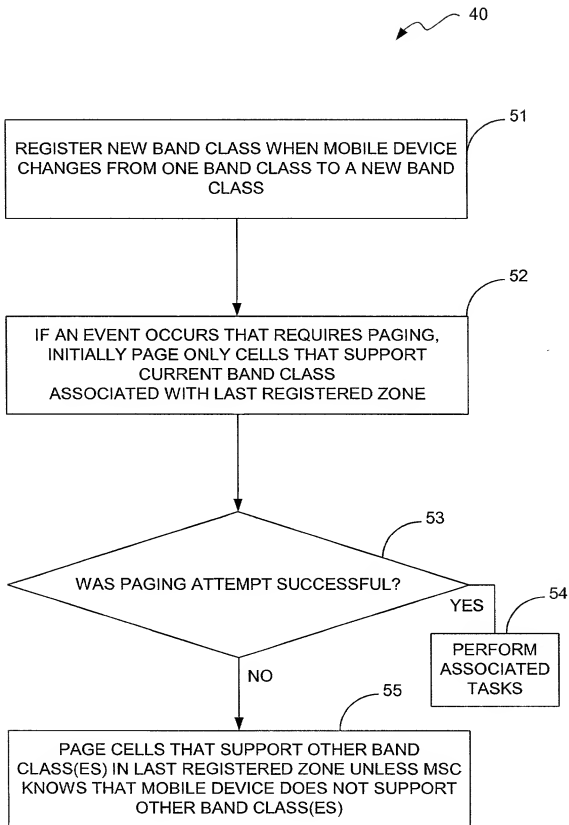 40
51
REGISTER NEW BAND CLASS WHEN MOBILE DEVICE
CHANGES FROM ONE BAND CLASS TO A NEW BAND
CLASS
52
IF AN EVENT OCCURS THAT REQUIRES PAGING,
INITIALLY PAGE ONLY CELLS THAT SUPPORT
CURRENT BAND CLASS
ASSOCIATED WITH LAST REGISTERED ZONE
53
WAS PAGING ATTEMPT SUCCESSFUL?
YES
54
PERFORM
ASSOCIATED
TASKS
NO
55
PAGE CELLS THAT SUPPORT OTHER BAND
CLASS(ES) IN LAST REGISTERED ZONE UNLESS MSC
KNOWS THAT MOBILE DEVICE DOES NOT SUPPORT
OTHER BAND CLASS(ES)